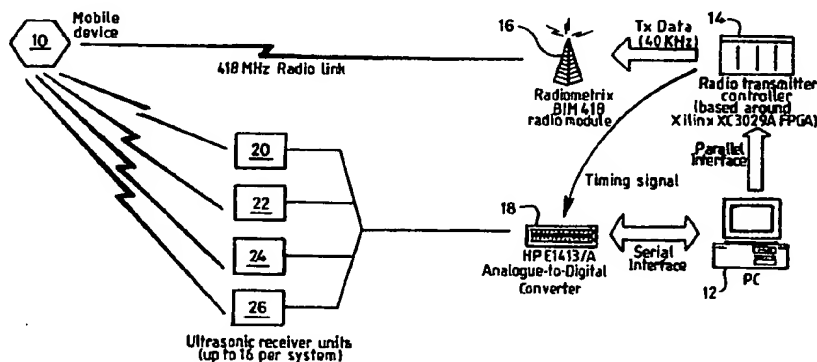 Mobile
device
10
418 MHz Radio link
16
Radiometrix
BIM 418
radio module
Tx Data
(40 KHz)
14
Radio transmitter
controller
(based around
Xilinx XC3029A FPGA)
Parallel
Interface
Timing signal
20
22
24
26
Ultrasonic receiver units
(up to 16 per system)
18
HP E1413/A
Analogue-to-Digital
Converter
Serial
Interface
12
PC